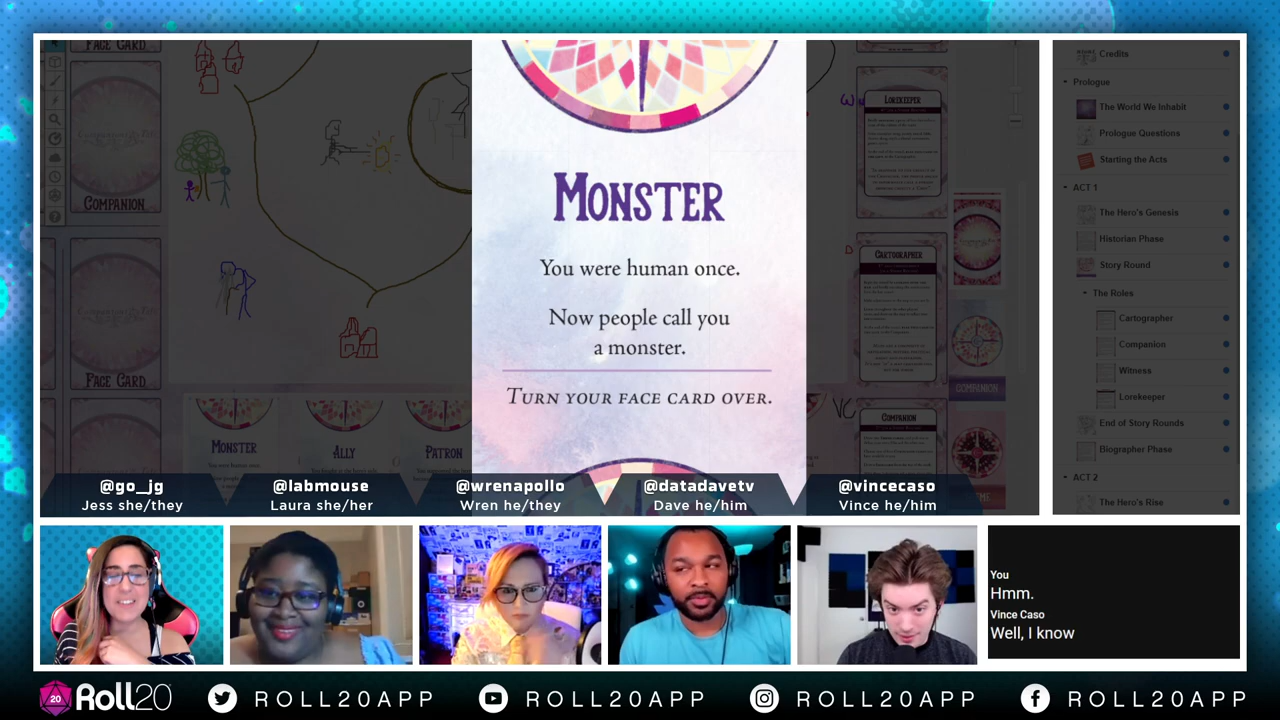 FACE CARD
COMPANION
FACE CARD
MONSTER
You were human once.
Now people call you
a monster.
TURN YOUR FACE CARD OVER.
MONSTER
ALLY
PATRON
LOREKEEPER
CARTOGRAPHER
COMPANION
COMPANION
Credits
Prologue
The World We Inhabit
Prologue Questions
Starting the Acts
ACT 1
The Hero's Genesis
Historian Phase
Story Round
The Roles
Cartographer
Companion
Witness
Lorekeeper
End of Story Rounds
Biographer Phase
ACT 2
The Hero's Rise
@go_jg
Jess she/they
@labmouse
Laura she/her
@wrenapollo
Wren he/they
@datadavetv
Dave he/him
@vincecaso
Vince he/him
You
Hmm.
Vince Caso
Well, I know
20
Roll20
ROLL20APP
ROLL20APP
ROLL20APP
ROLL20APP